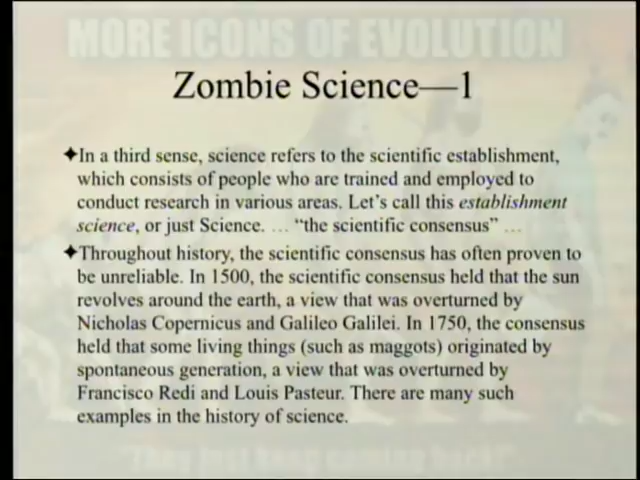 MORE ICONS OF EVOLUTION
Zombie Science—1
✦In a third sense, science refers to the scientific establishment,
which consists of people who are trained and employed to
conduct research in various areas. Let's call this establishment
science, or just Science. … “the scientific consensus” …
✦Throughout history, the scientific consensus has often proven to
be unreliable. In 1500, the scientific consensus held that the sun
revolves around the earth, a view that was overturned by
Nicholas Copernicus and Galileo Galilei. In 1750, the consensus
held that some living things (such as maggots) originated by
spontaneous generation, a view that was overturned by
Francisco Redi and Louis Pasteur. There are many such
examples in the history of science.
"They just keep coming back!"